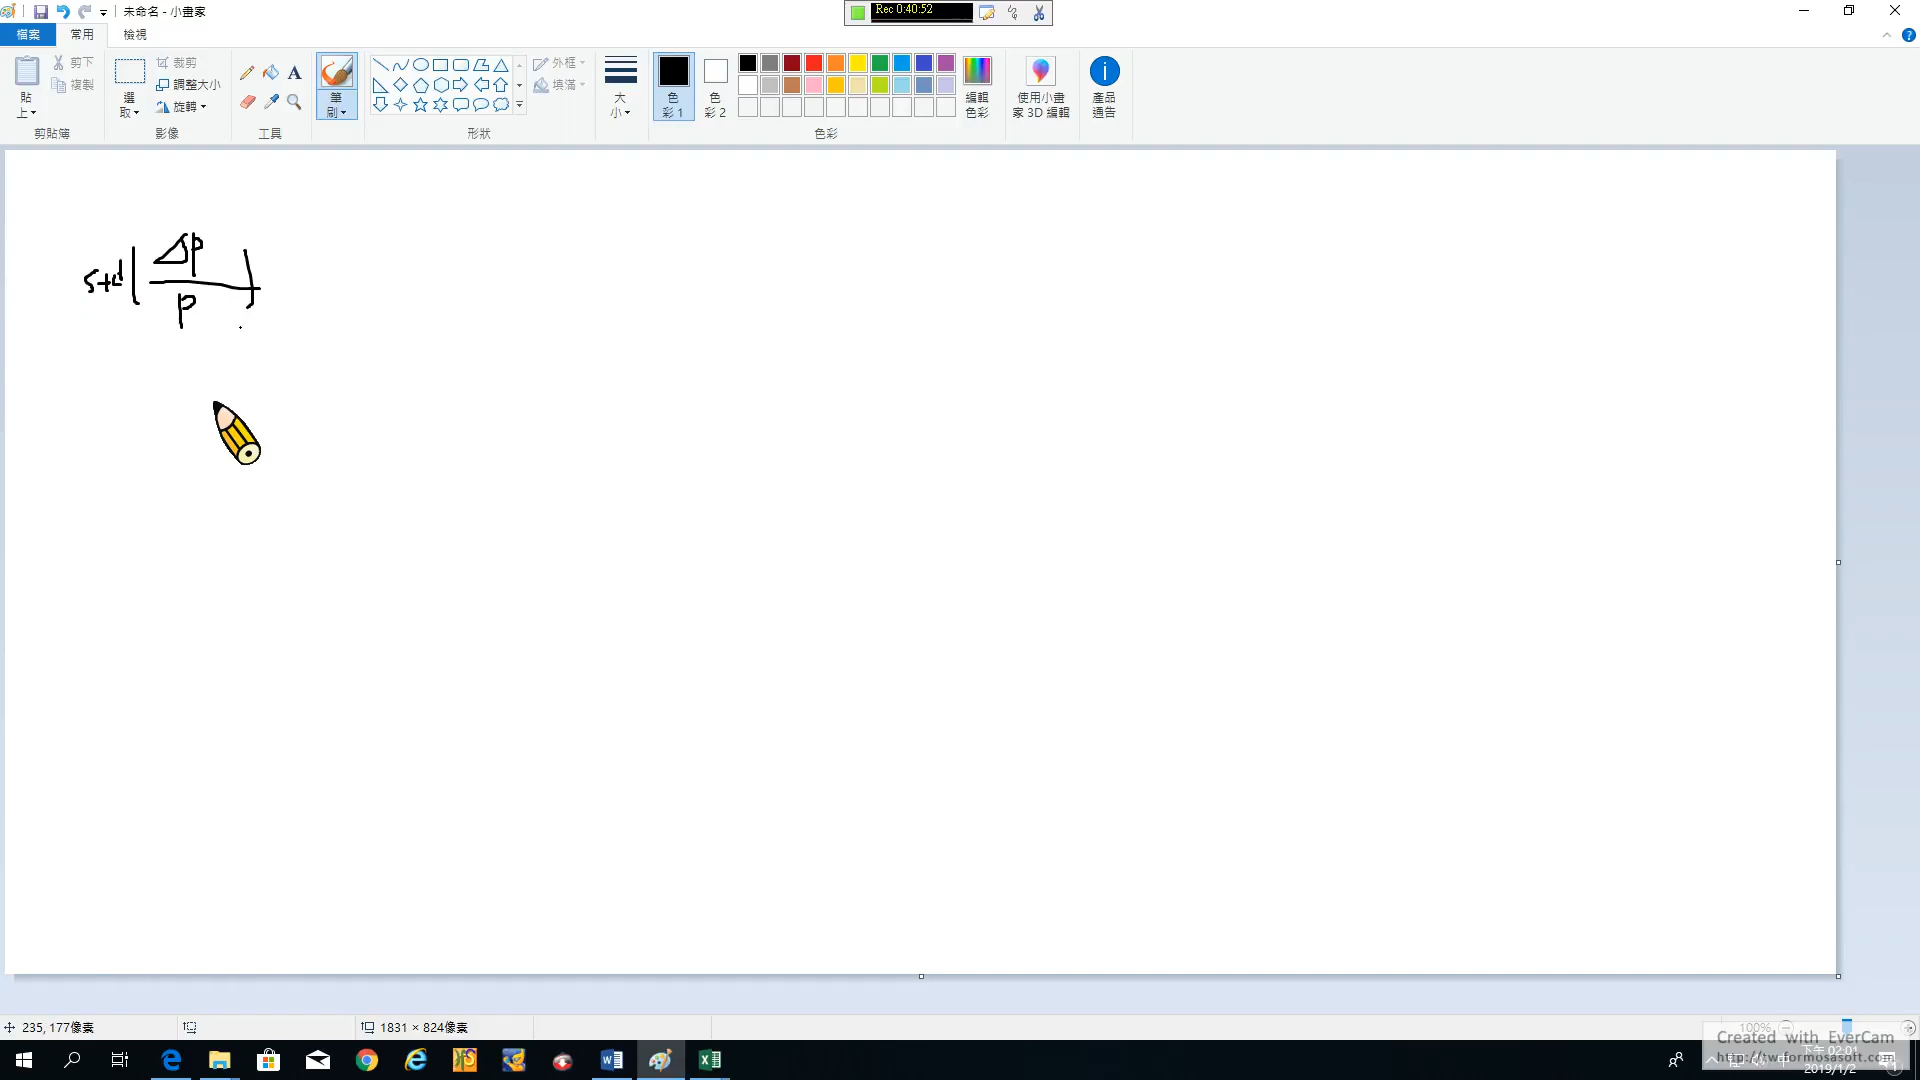 未命名 - 小畫家
Rec 0:40:52
檔案 常用 檢視
貼上
剪下
複製
剪貼簿
選取
裁剪
調整大小
旋轉
影像
A
工具
筆刷
形狀
外框
填滿
大小
色彩 1
色彩 2
色彩
編輯色彩
使用小畫家 3D 編輯
產品通告
std
Δp
p
235, 177像素
1831 × 824像素
100%
Created with EverCam
http://tw.formosasoft.com
下午 02:01
2019/1/2